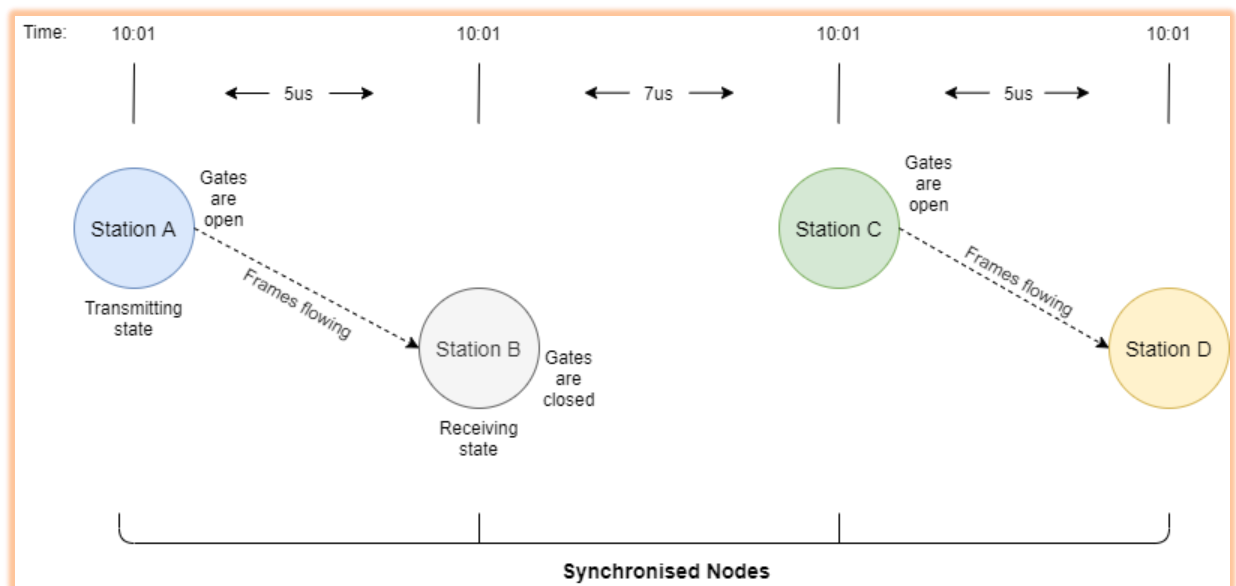 Time: 10:01 10:01 10:01 10:01
5us 7us 5us
Gates
are
open
Station A
Frames flowing
Transmitting
state
Station B
Gates
are
closed
Receiving
state
Gates
are
open
Station C
Frames flowing
Station D
Synchronised Nodes